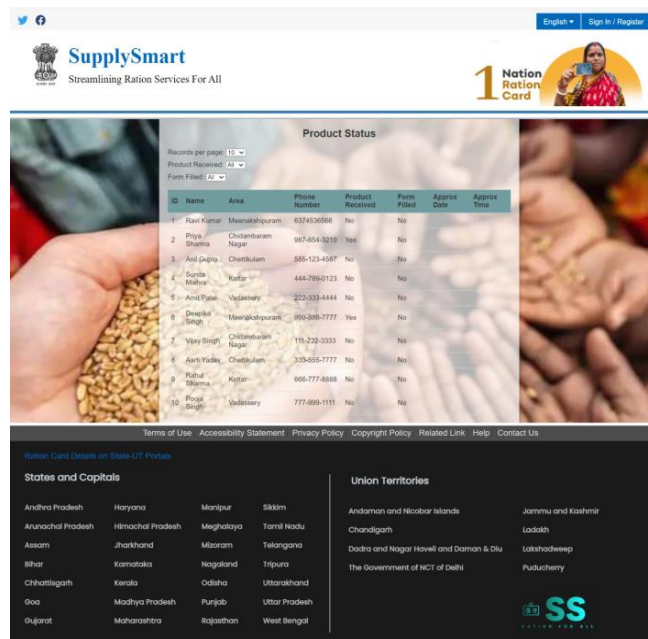 English
Sign In / Register
SupplySmart
Streamlining Ration Services For All
1 Nation
Ration
Card
Product Status
Records per page: 10
Product Received: All
Form Filled: All
ID Name Area Phone Number Product Received Form Filled Approx Date Approx Time
1 Ravi Kumar Meenakshipuram 6374536566 No No
2 Priya Sharma Chidambaram Nagar 987-654-3210 Yes No
3 Anil Gupta Chettikulam 555-123-4567 No No
4 Sunita Mishra Kottar 444-789-0123 No No
5 Amit Patel Vadassery 222-333-4444 No No
6 Deepika Singh Meenakshipuram 999-888-7777 Yes No
7 Vijay Singh Chidambaram Nagar 111-222-3333 No No
8 Aarti Yadav Chettikulam 333-555-7777 No No
9 Rahul Sharma Kottar 666-777-8888 No No
10 Pooja Singh Vadassery 777-999-1111 No No
Terms of Use Accessibility Statement Privacy Policy Copyright Policy Related Link Help Contact Us
Ration Card Details on State-UT Portals
States and Capitals
Andhra Pradesh Haryana Manipur Sikkim
Arunachal Pradesh Himachal Pradesh Meghalaya Tamil Nadu
Assam Jharkhand Mizoram Telangana
Bihar Karnataka Nagaland Tripura
Chhattisgarh Kerala Odisha Uttarakhand
Goa Madhya Pradesh Punjab Uttar Pradesh
Gujarat Maharashtra Rajasthan West Bengal
Union Territories
Andaman and Nicobar Islands Jammu and Kashmir
Chandigarh Ladakh
Dadra and Nagar Haveli and Daman & Diu Lakshadweep
The Government of NCT of Delhi Puducherry
SS
RATION FOR ALL